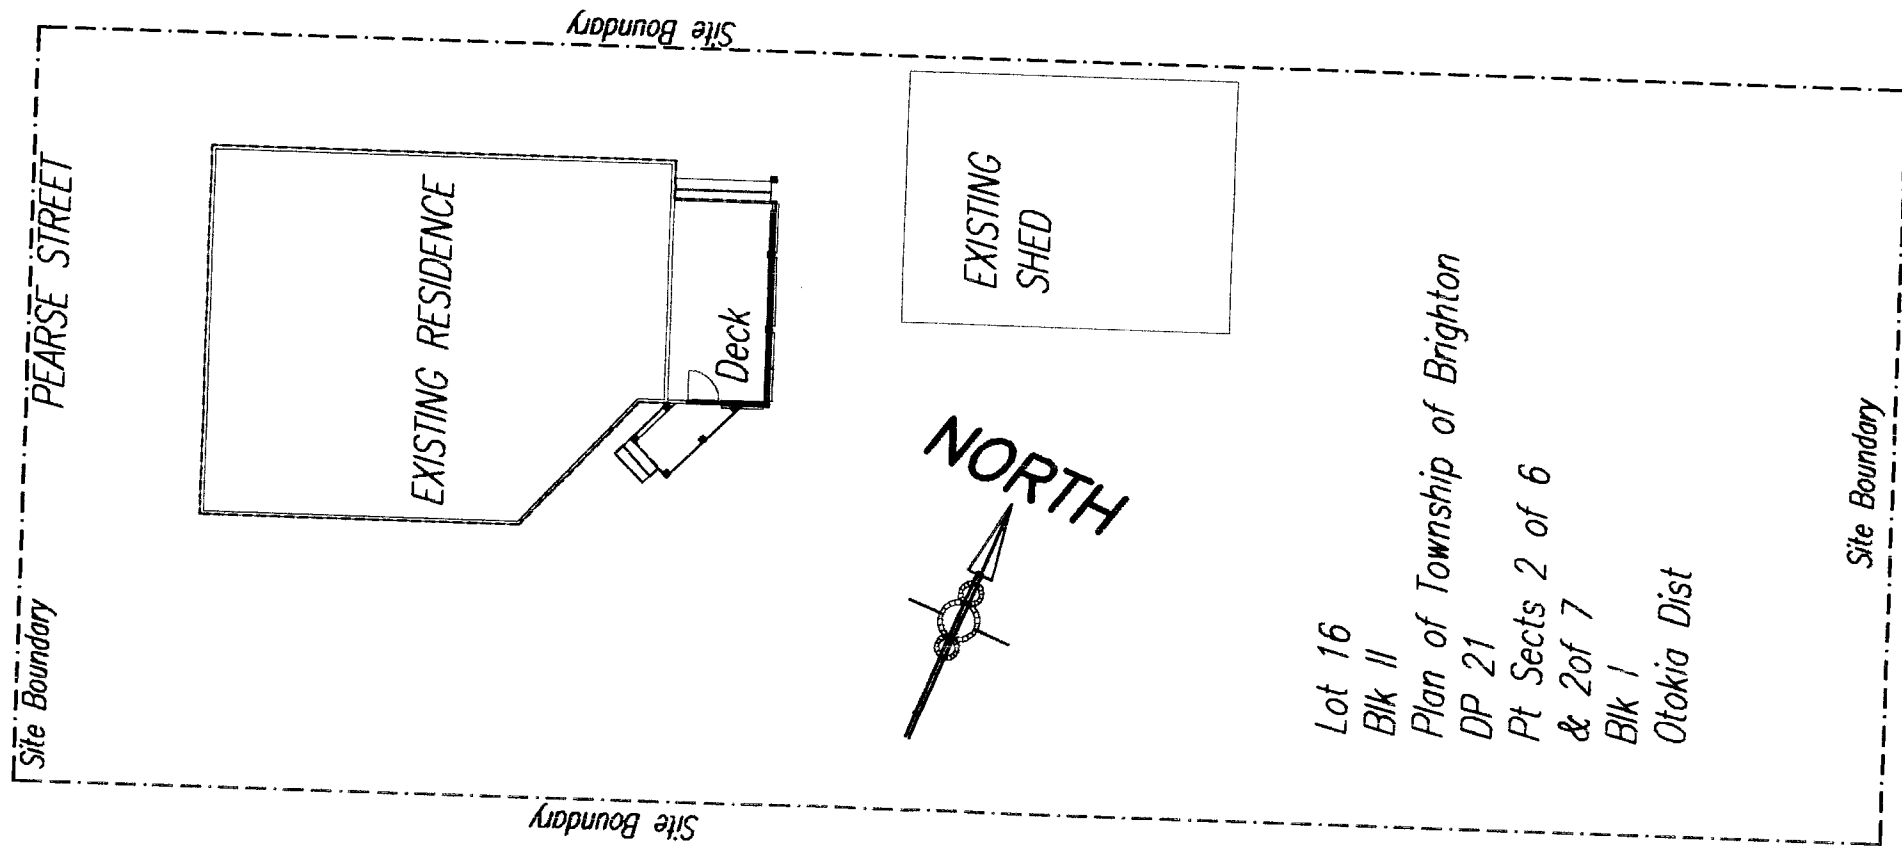 Site Boundary
PEARSE STREET
EXISTING RESIDENCE
Deck
EXISTING
SHED
NORTH
Lot 16
Blk II
Plan of Township of Brighton
DP 21
Pt Sects 2 of 6
& 2of 7
Blk I
Otokia Dist
Site Boundary
Site Boundary
Site Boundary